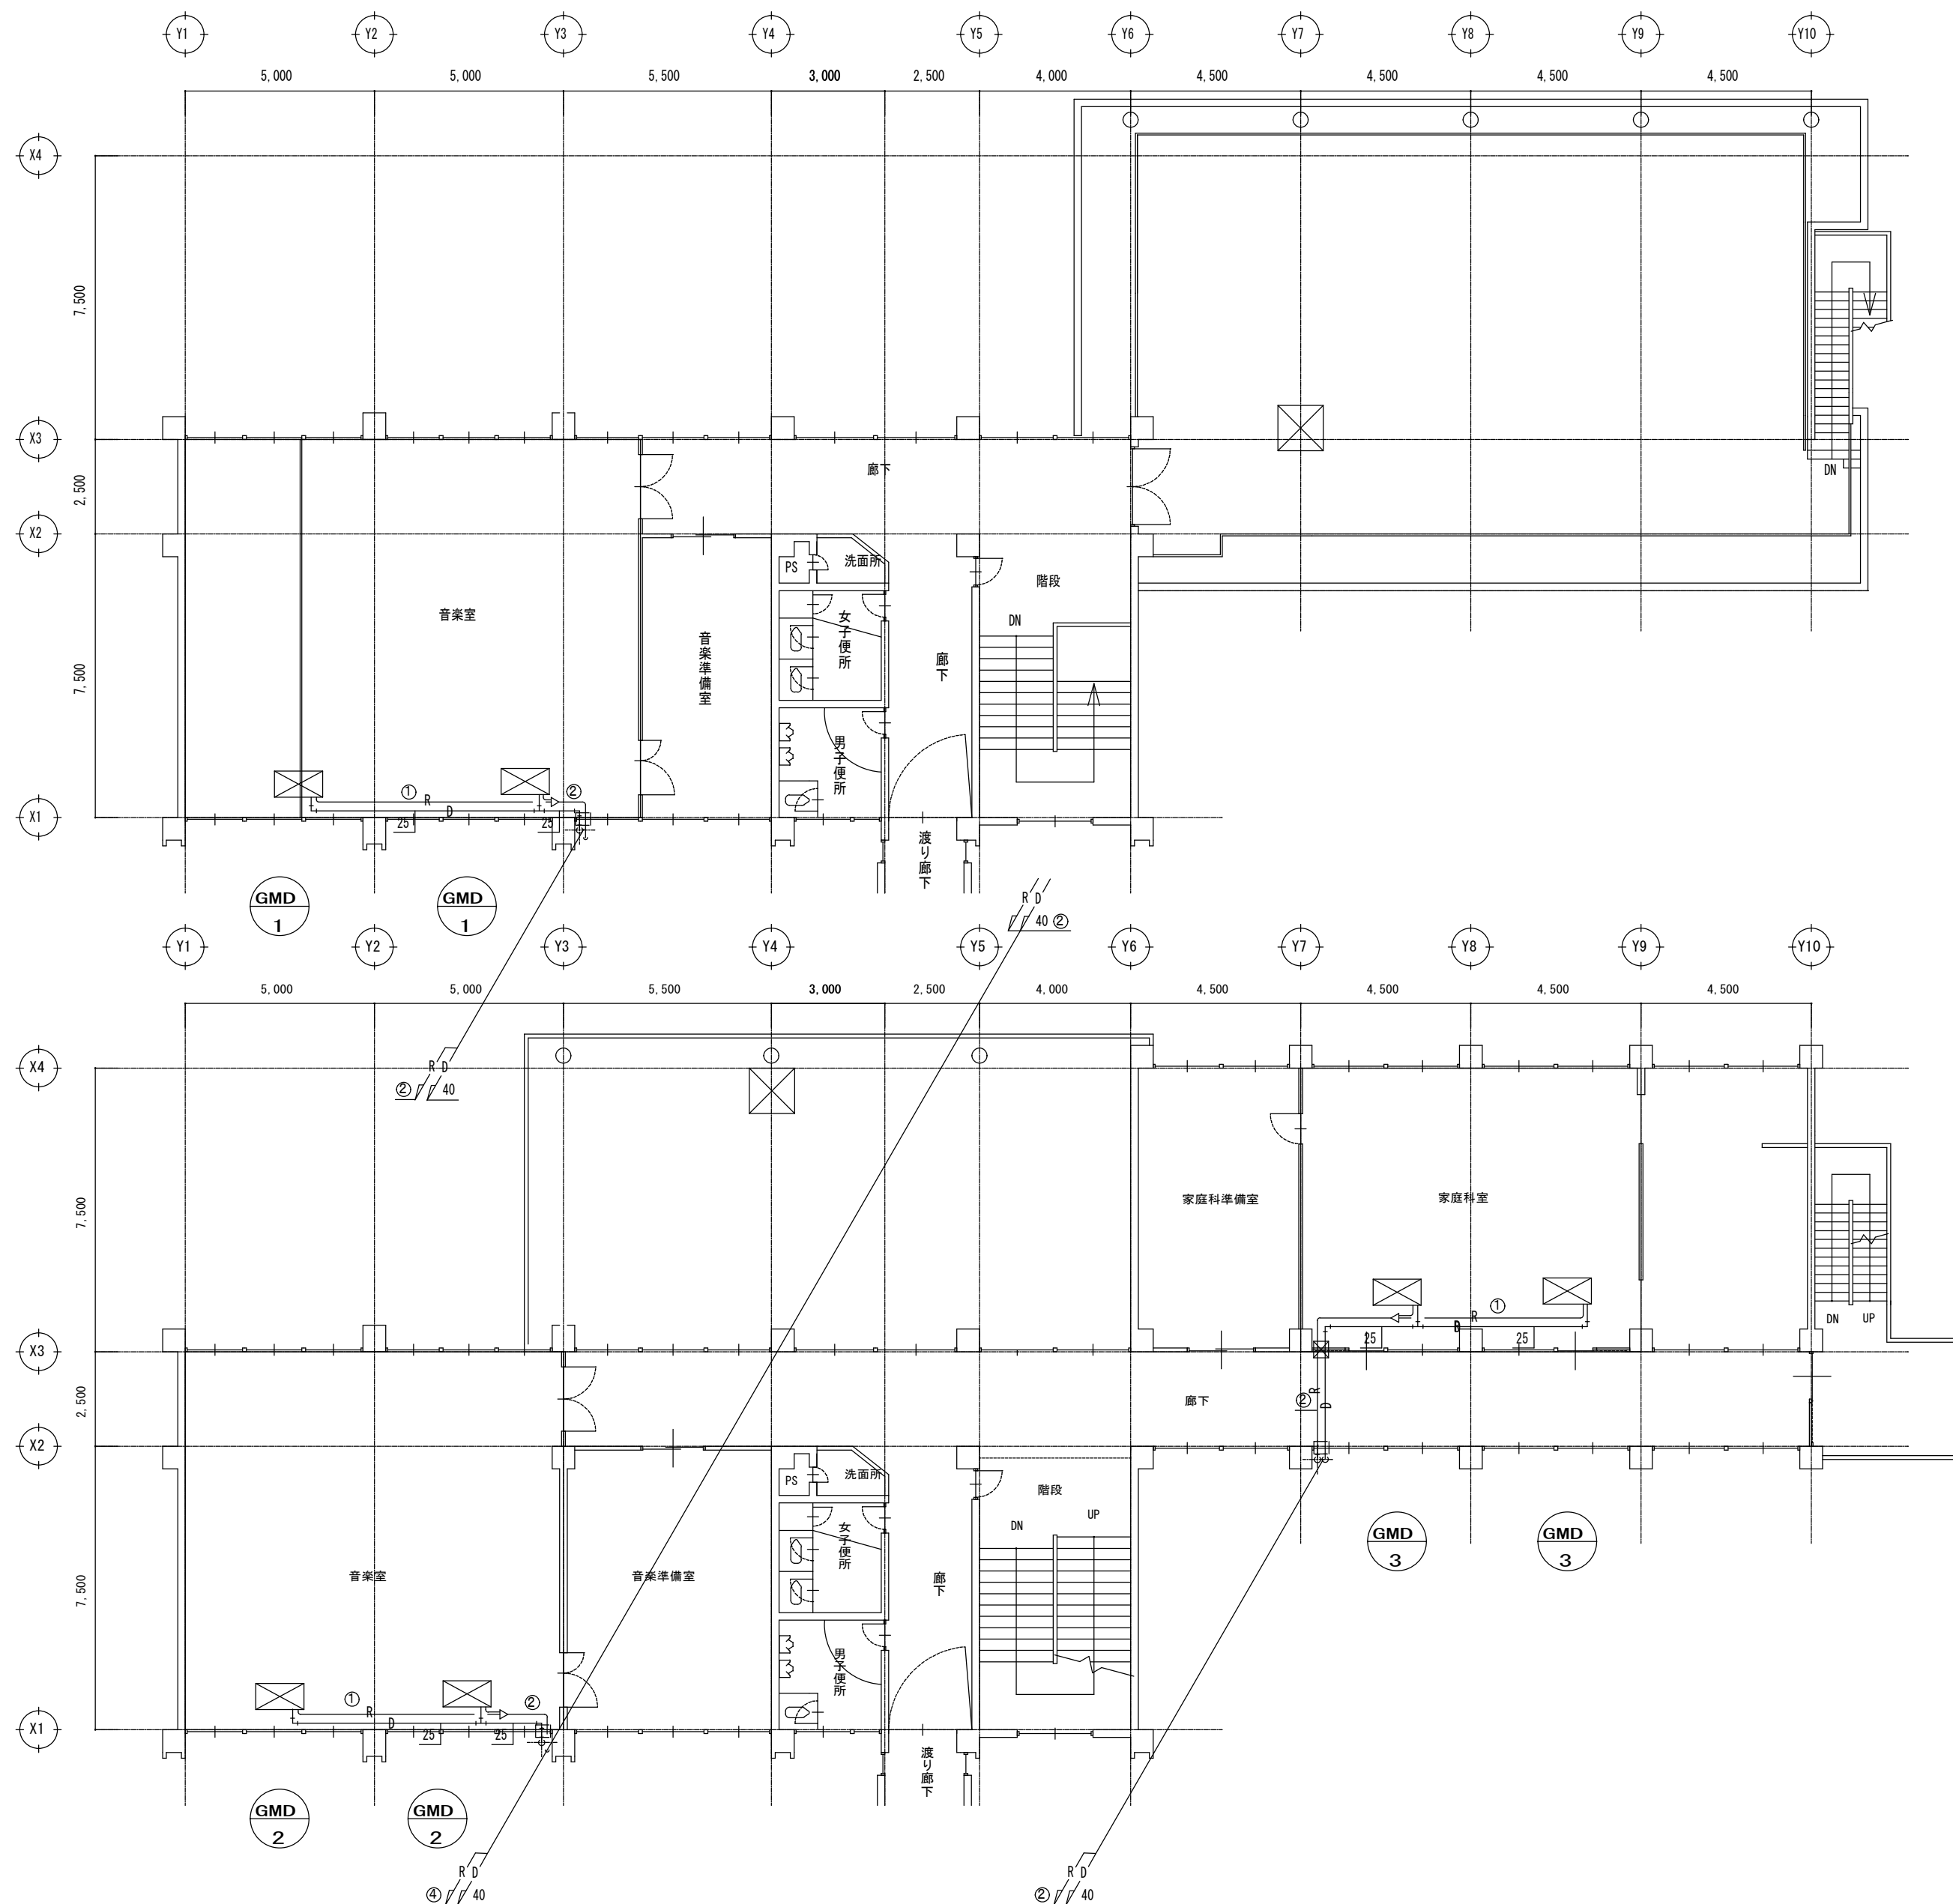 Y1 Y2 Y3 Y4 Y5 Y6 Y7 Y8 Y9 Y10
5,000 5,000 5,500 3,000 2,500 4,000 4,500 4,500 4,500 4,500
X4
7,500
X3
DN
廊下
2,500
X2
PS
洗面所
階段
音楽室
女子便所
DN
音楽準備室
廊下
7,500
男子便所
① R ②
D
X1
25 25
渡り廊下
GMD
1
GMD
1
R D
40 ②
Y1 Y2 Y3 Y4 Y5 Y6 Y7 Y8 Y9 Y10
5,000 5,000 5,500 3,000 2,500 4,000 4,500 4,500 4,500 4,500
X4
R D
② 40
7,500
家庭科準備室
家庭科室
①
R
DN UP
25 25
X3
2,500
廊下
②
R
D
X2
PS
洗面所
階段
DN
UP
女子便所
GMD
3
GMD
3
音楽室
音楽準備室
廊下
7,500
男子便所
① R ②
D
X1
25 25
渡り廊下
GMD
2
GMD
2
R D
④ 40
R D
② 40